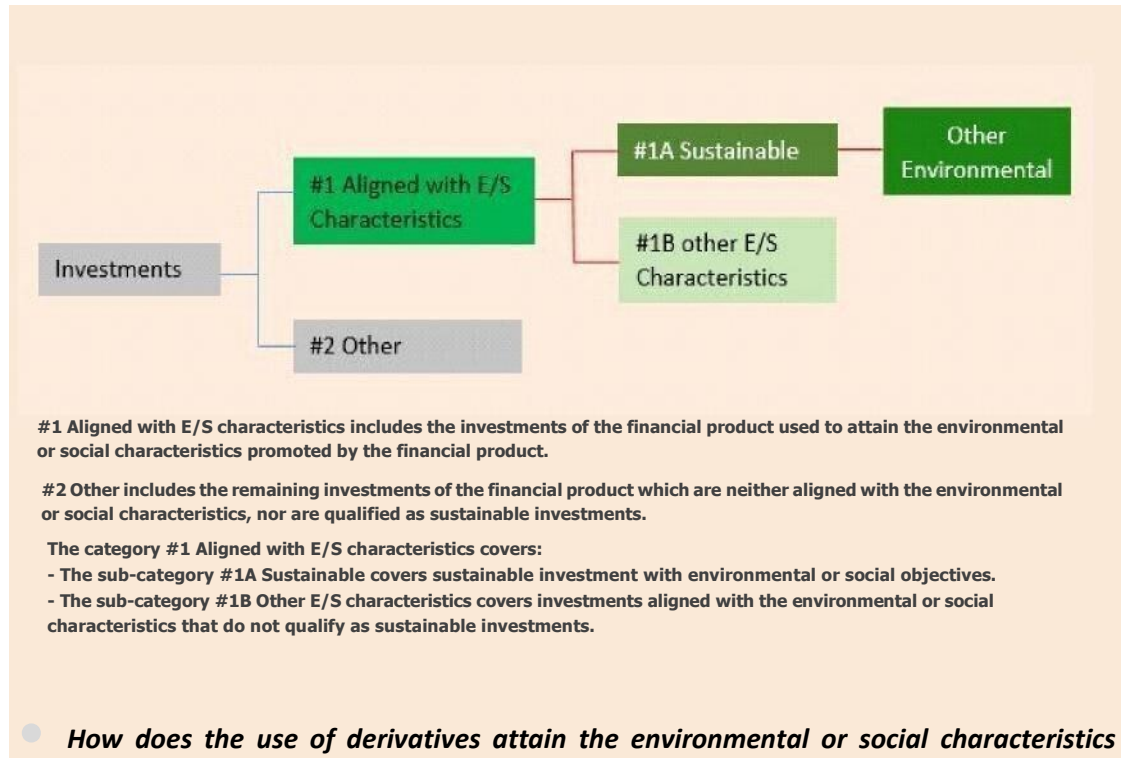 Other
Environmental
#1A Sustainable
#1 Aligned with E/S
Characteristics
#1B other E/S
Characteristics
Investments
#2 Other
#1 Aligned with E/S characteristics includes the investments of the financial product used to attain the environmental
or social characteristics promoted by the financial product.
#2 Other includes the remaining investments of the financial product which are neither aligned with the environmental
or social characteristics, nor are qualified as sustainable investments.
The category #1 Aligned with E/S characteristics covers:
- The sub-category #1A Sustainable covers sustainable investment with environmental or social objectives.
- The sub-category #1B Other E/S characteristics covers investments aligned with the environmental or social
characteristics that do not qualify as sustainable investments.
How does the use of derivatives attain the environmental or social characteristics